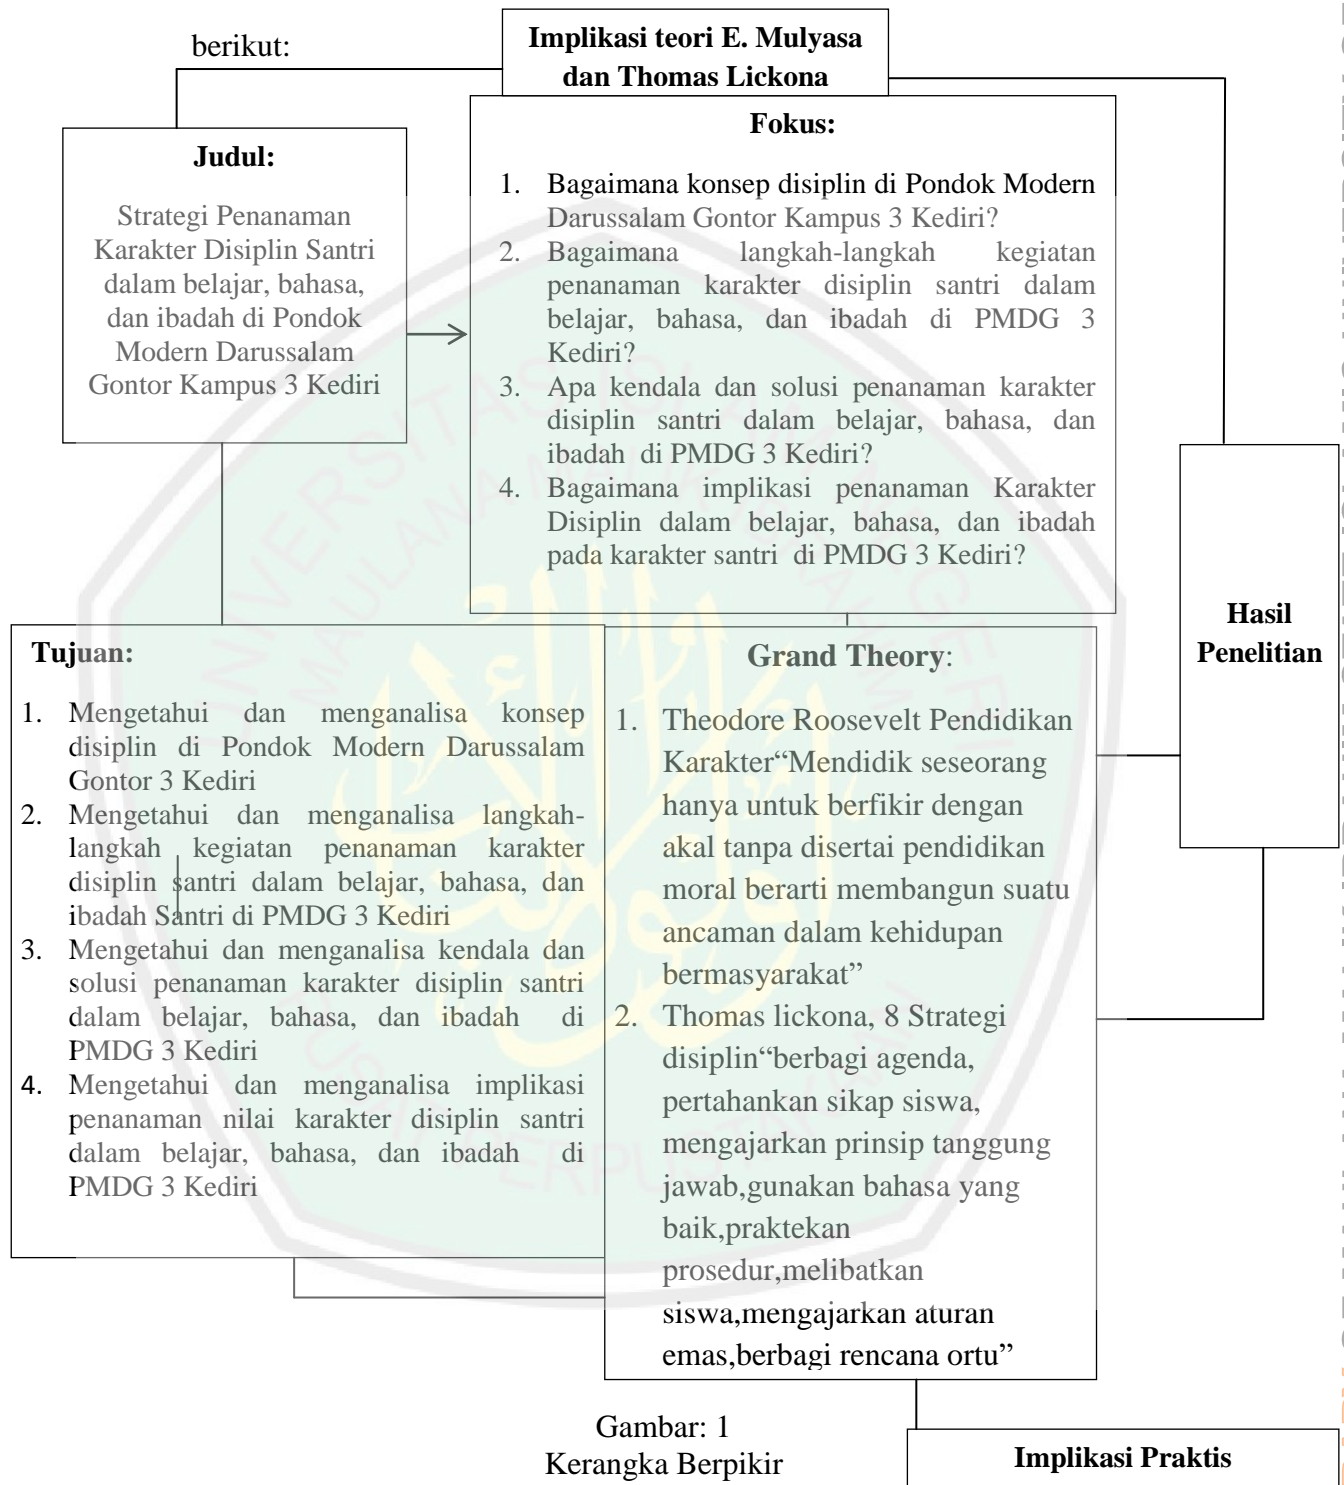 berikut:
Implikasi teori E. Mulyasa
dan Thomas Lickona
Judul:
Strategi Penanaman
Karakter Disiplin Santri
dalam belajar, bahasa,
dan ibadah di Pondok
Modern Darussalam
Gontor Kampus 3 Kediri
Fokus:
1. Bagaimana konsep disiplin di Pondok Modern
Darussalam Gontor Kampus 3 Kediri?
2. Bagaimana langkah-langkah kegiatan
penanaman karakter disiplin santri dalam
belajar, bahasa, dan ibadah di PMDG 3
Kediri?
3. Apa kendala dan solusi penanaman karakter
disiplin santri dalam belajar, bahasa, dan
ibadah di PMDG 3 Kediri?
4. Bagaimana implikasi penanaman Karakter
Disiplin dalam belajar, bahasa, dan ibadah
pada karakter santri di PMDG 3 Kediri?
Hasil
Penelitian
Tujuan:
1. Mengetahui dan menganalisa konsep
disiplin di Pondok Modern Darussalam
Gontor 3 Kediri
2. Mengetahui dan menganalisa langkah-
langkah kegiatan penanaman karakter
disiplin santri dalam belajar, bahasa, dan
ibadah Santri di PMDG 3 Kediri
3. Mengetahui dan menganalisa kendala dan
solusi penanaman karakter disiplin santri
dalam belajar, bahasa, dan ibadah di
PMDG 3 Kediri
4. Mengetahui dan menganalisa implikasi
penanaman nilai karakter disiplin santri
dalam belajar, bahasa, dan ibadah di
PMDG 3 Kediri
Grand Theory:
1. Theodore Roosevelt Pendidikan
Karakter“Mendidik seseorang
hanya untuk berfikir dengan
akal tanpa disertai pendidikan
moral berarti membangun suatu
ancaman dalam kehidupan
bermasyarakat”
2. Thomas lickona, 8 Strategi
disiplin“berbagi agenda,
pertahankan sikap siswa,
mengajarkan prinsip tanggung
jawab,gunakan bahasa yang
baik,praktekan
prosedur,melibatkan
siswa,mengajarkan aturan
emas,berbagi rencana ortu”
Gambar: 1
Kerangka Berpikir
Implikasi Praktis
UNIVERSITAS ISLAM NEGERI
MAULANA MALIK IBRAHIM
PUSAT PERPUSTAKAAN